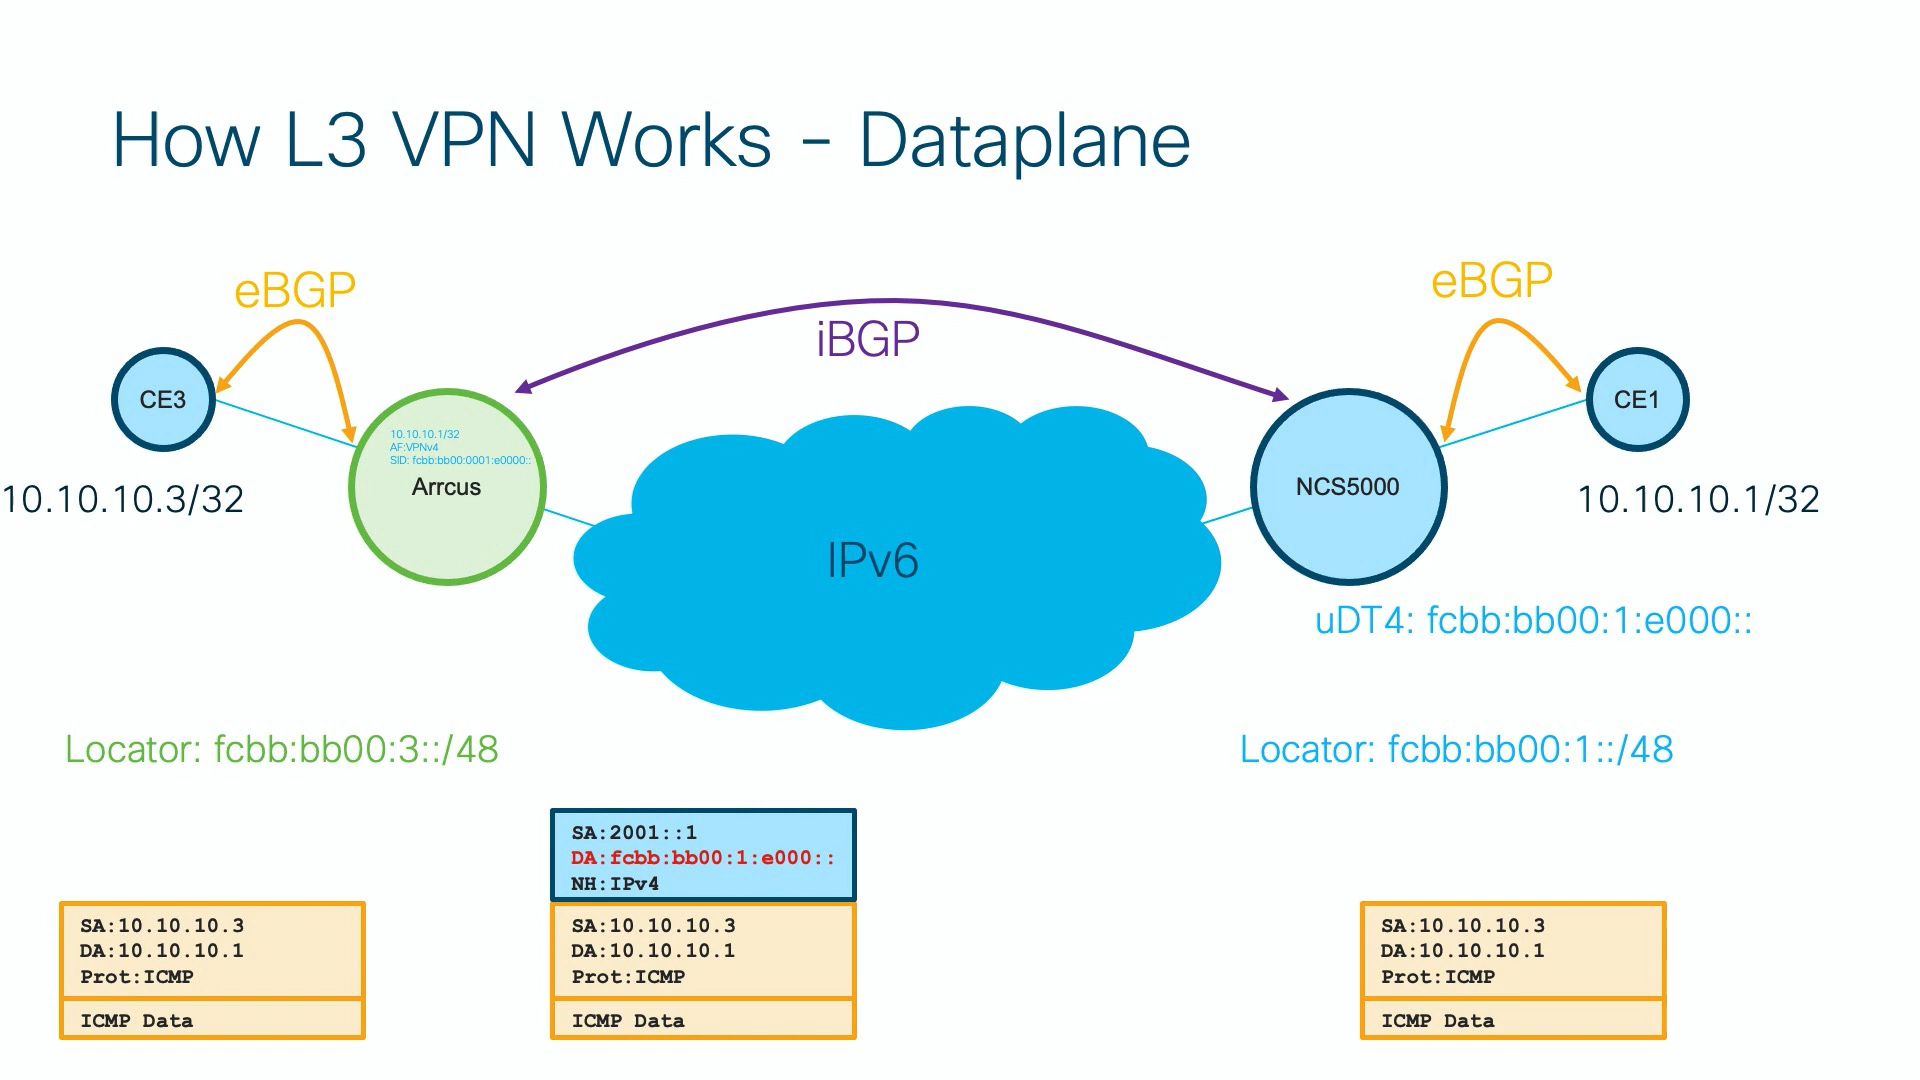 How L3 VPN Works - Dataplane
eBGP
iBGP
eBGP
CE3
10.10.10.1/32
AF:VPNv4
SID: fcbb:bb00:0001:e0000::
Arrcus
NCS5000
CE1
10.10.10.3/32
10.10.10.1/32
IPv6
uDT4: fcbb:bb00:1:e000::
Locator: fcbb:bb00:3::/48
Locator: fcbb:bb00:1::/48
SA:10.10.10.3
DA:10.10.10.1
Prot:ICMP
ICMP Data
SA:2001::1
DA:fcbb:bb00:1:e000::
NH:IPv4
SA:10.10.10.3
DA:10.10.10.1
Prot:ICMP
ICMP Data
SA:10.10.10.3
DA:10.10.10.1
Prot:ICMP
ICMP Data